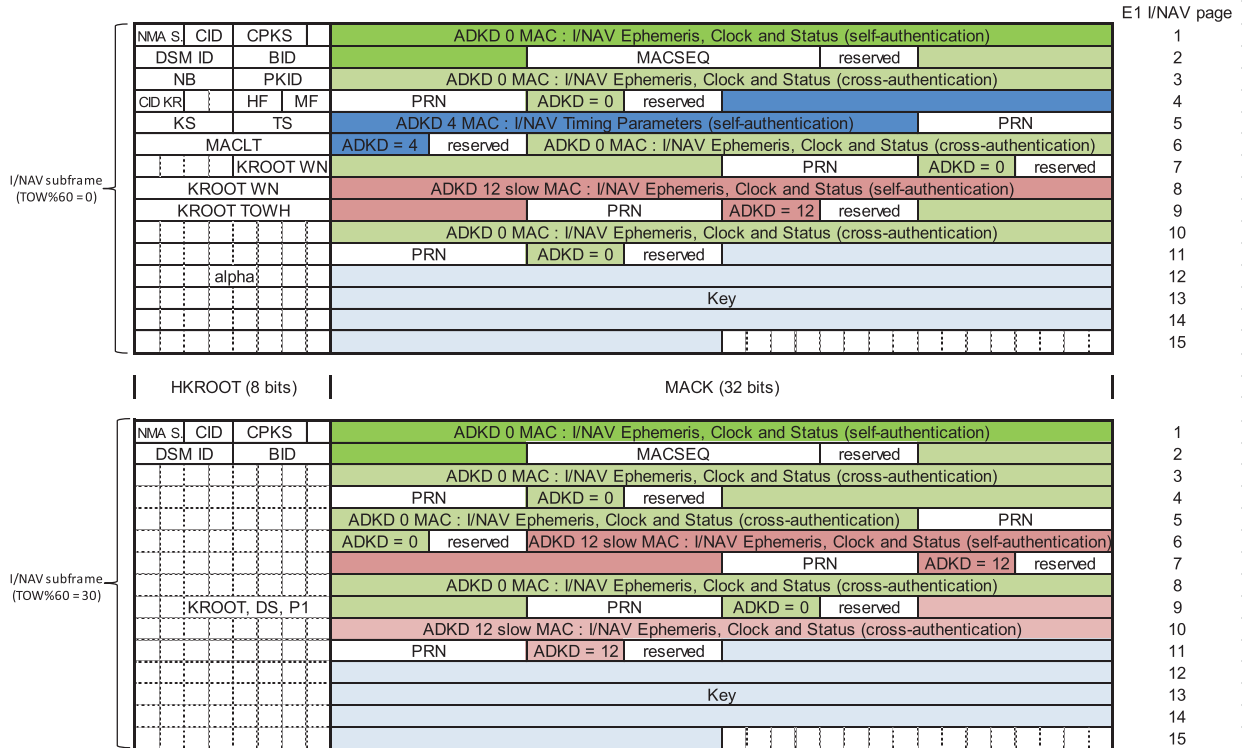 E1 I/NAV page
NMA S. CID CPKS ADKD 0 MAC : I/NAV Ephemeris, Clock and Status (self-authentication) 1
DSM ID BID MACSEQ reserved 2
NB PKID ADKD 0 MAC : I/NAV Ephemeris, Clock and Status (cross-authentication) 3
CID KR HF MF PRN ADKD = 0 reserved 4
KS TS ADKD 4 MAC : I/NAV Timing Parameters (self-authentication) PRN 5
MACLT ADKD = 4 reserved ADKD 0 MAC : I/NAV Ephemeris, Clock and Status (cross-authentication) 6
KROOT WN PRN ADKD = 0 reserved 7
I/NAV subframe
(TOW%60 = 0)
KROOT WN ADKD 12 slow MAC : I/NAV Ephemeris, Clock and Status (self-authentication) 8
KROOT TOWH PRN ADKD = 12 reserved 9
ADKD 0 MAC : I/NAV Ephemeris, Clock and Status (cross-authentication) 10
PRN ADKD = 0 reserved 11
alpha 12
Key 13
14
15
HKROOT (8 bits) MACK (32 bits)
NMA S. CID CPKS ADKD 0 MAC : I/NAV Ephemeris, Clock and Status (self-authentication) 1
DSM ID BID MACSEQ reserved 2
ADKD 0 MAC : I/NAV Ephemeris, Clock and Status (cross-authentication) 3
PRN ADKD = 0 reserved 4
ADKD 0 MAC : I/NAV Ephemeris, Clock and Status (cross-authentication) PRN 5
ADKD = 0 reserved ADKD 12 slow MAC : I/NAV Ephemeris, Clock and Status (self-authentication) 6
PRN ADKD = 12 reserved 7
I/NAV subframe
(TOW%60 = 30)
ADKD 0 MAC : I/NAV Ephemeris, Clock and Status (cross-authentication) 8
KROOT, DS, P1 PRN ADKD = 0 reserved 9
ADKD 12 slow MAC : I/NAV Ephemeris, Clock and Status (cross-authentication) 10
PRN ADKD = 12 reserved 11
12
Key 13
14
15